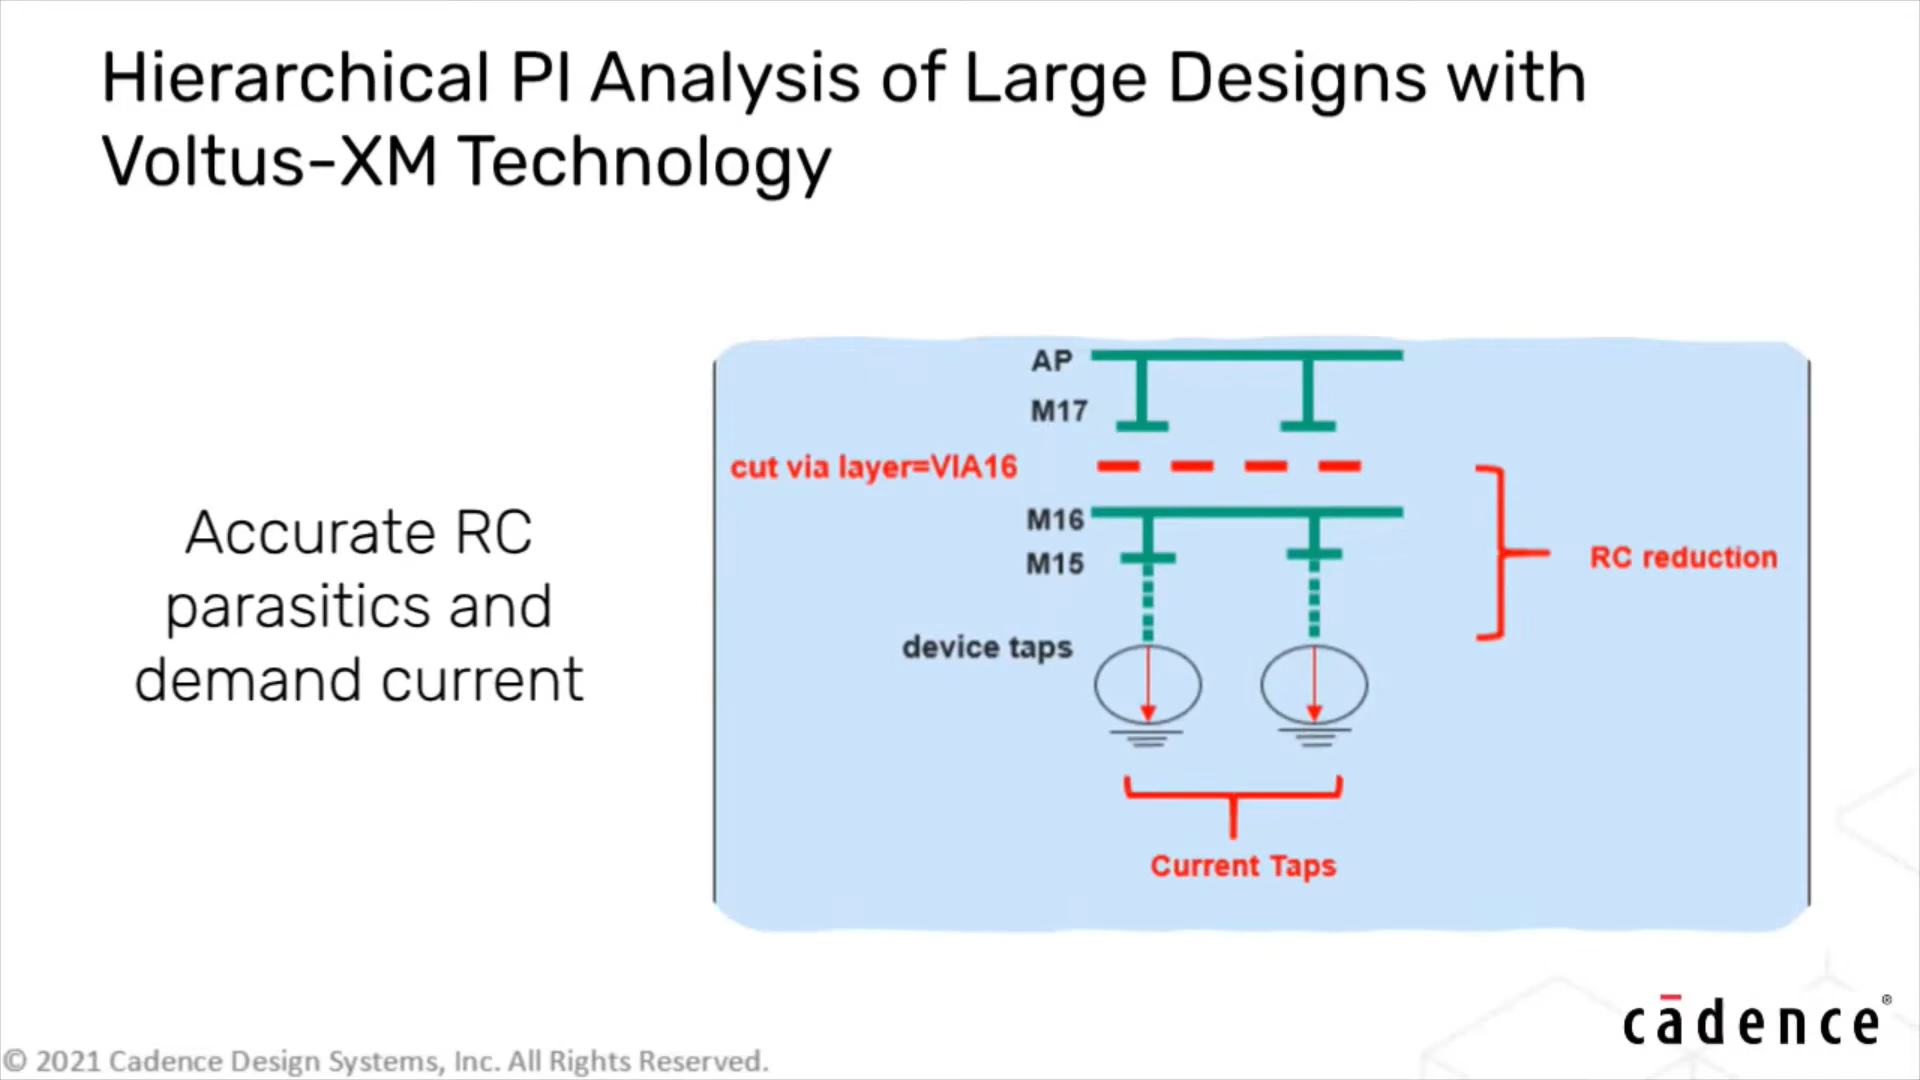 Hierarchical PI Analysis of Large Designs with
Voltus-XM Technology
Accurate RC
parasitics and
demand current
AP
M17
cut via layer=VIA16
M16
M15
device taps
RC reduction
Current Taps
cādence®
© 2021 Cadence Design Systems, Inc. All Rights Reserved.